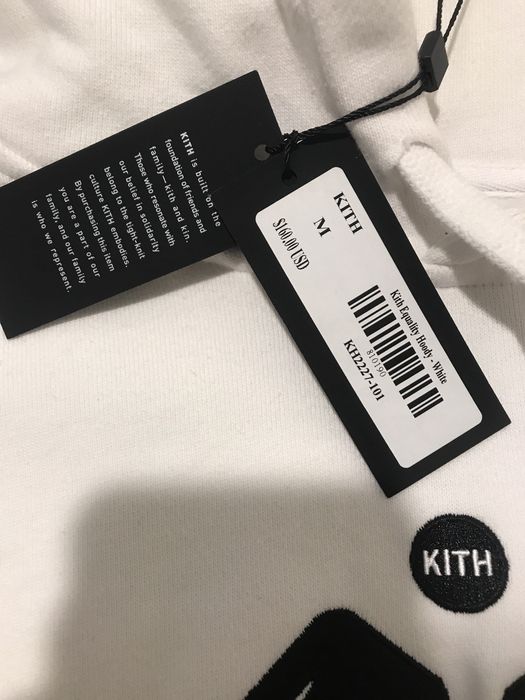 KITH is built on the
foundation of friends and
family — kith and kin.
Those who resonate with
our belief in solidarity
belong to the tight-knit
culture KITH embodies.
By purchasing this item
you are a part of our
family, and our family
is who we represent.
KITH
M
$160.00 USD
Kith Equality Hoody - White
810190
KH2227-101
KITH